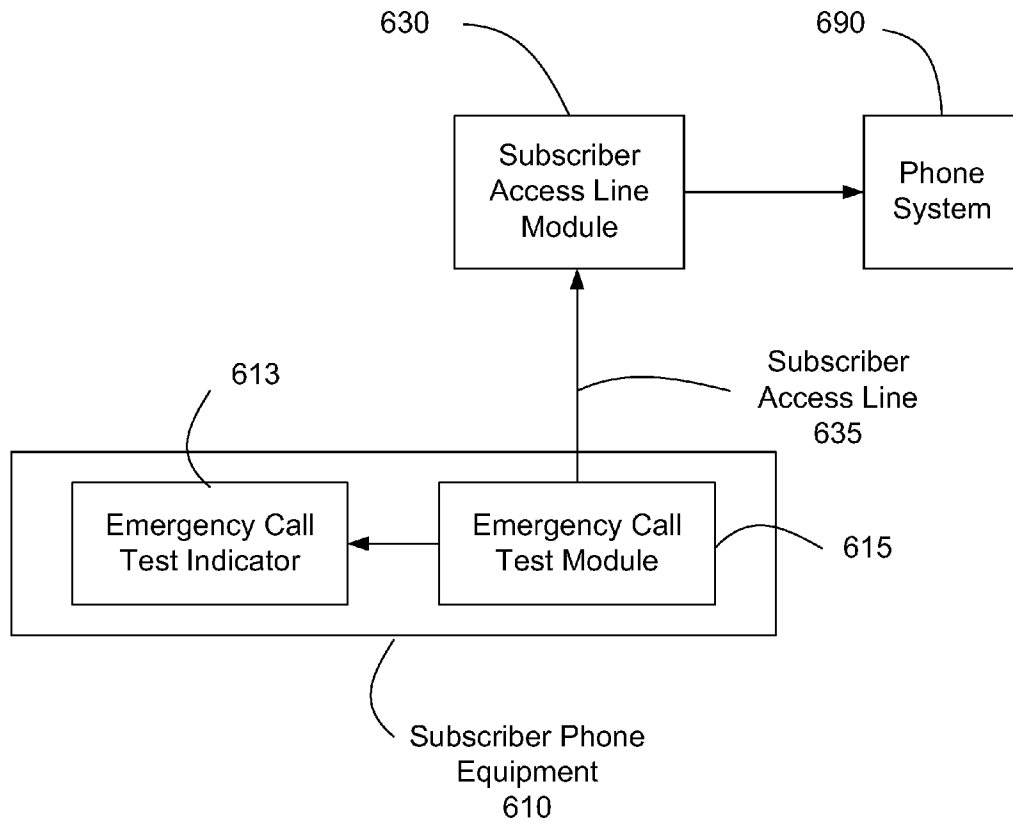 630
690
Subscriber
Access Line
Module
Phone
System
Subscriber
Access Line
635
613
Emergency Call
Test Indicator
Emergency Call
Test Module
615
Subscriber Phone
Equipment
610